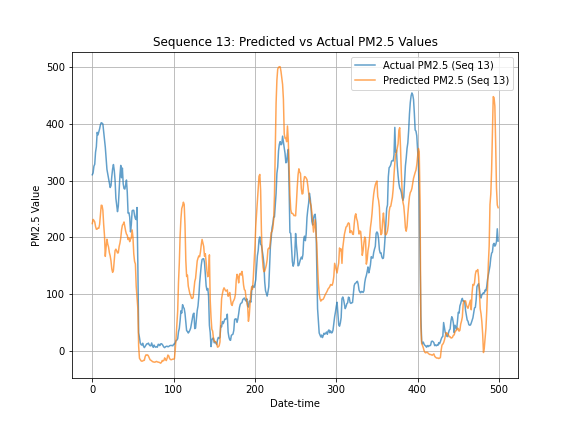 Sequence 13: Predicted vs Actual PM2.5 Values
Actual PM2.5 (Seq 13)
Predicted PM2.5 (Seq 13)
PM2.5 Value
500
400
300
200
100
0
0
100
200
300
400
500
Date-time